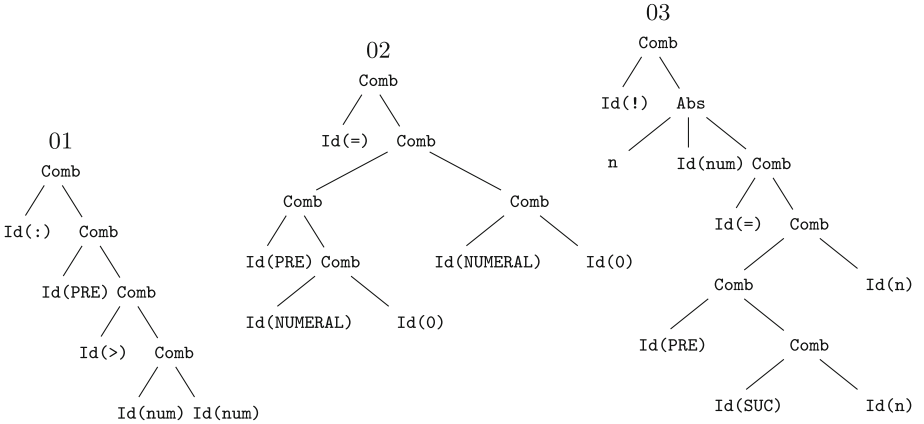 01
Comb
Id(:) Comb
Id(PRE) Comb
Id(>) Comb
Id(num) Id(num)
02
Comb
Id(=) Comb
Comb Comb
Id(PRE) Comb Id(NUMERAL) Id(0)
Id(NUMERAL) Id(0)
03
Comb
Id(!) Abs
n Id(num) Comb
Id(=) Comb
Comb Id(n)
Id(PRE) Comb
Id(SUC) Id(n)